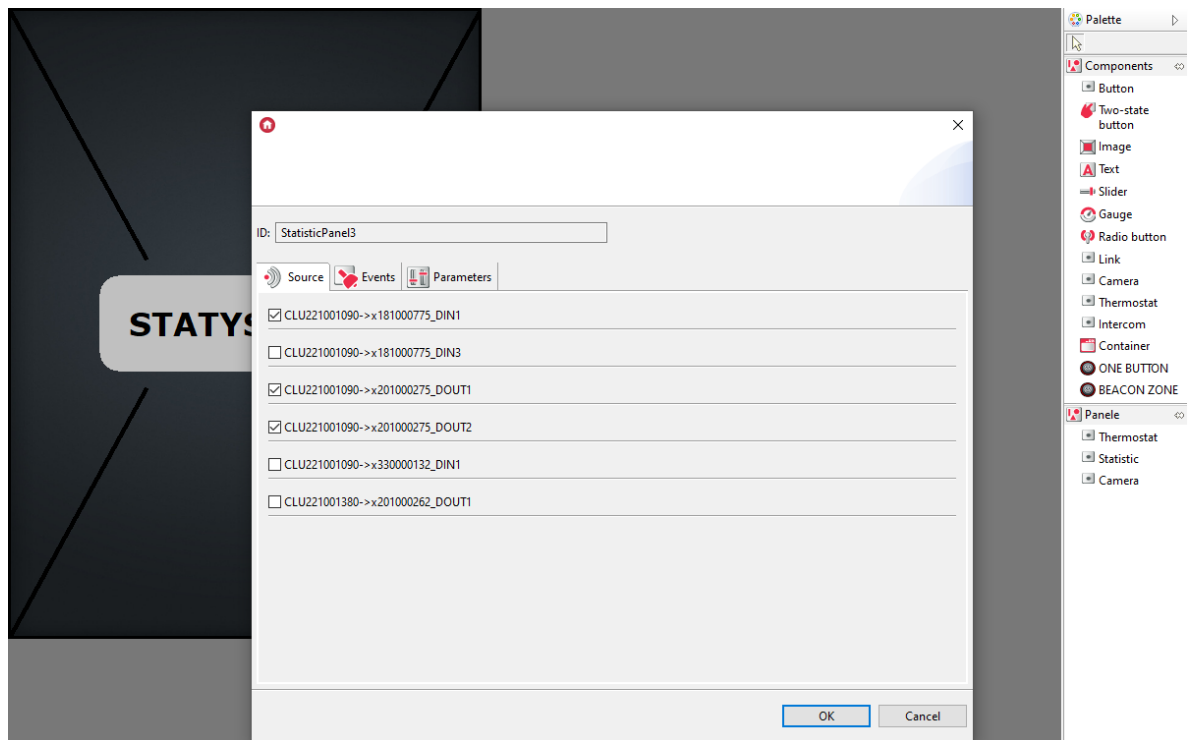 STATYS
ID: StatisticPanel3
Source
Events
Parameters
CLU221001090->x181000775_DIN1
CLU221001090->x181000775_DIN3
CLU221001090->x201000275_DOUT1
CLU221001090->x201000275_DOUT2
CLU221001090->x330000132_DIN1
CLU221001380->x201000262_DOUT1
OK
Cancel
Palette
Components
Button
Two-state
button
Image
Text
Slider
Gauge
Radio button
Link
Camera
Thermostat
Intercom
Container
ONE BUTTON
BEACON ZONE
Panele
Thermostat
Statistic
Camera